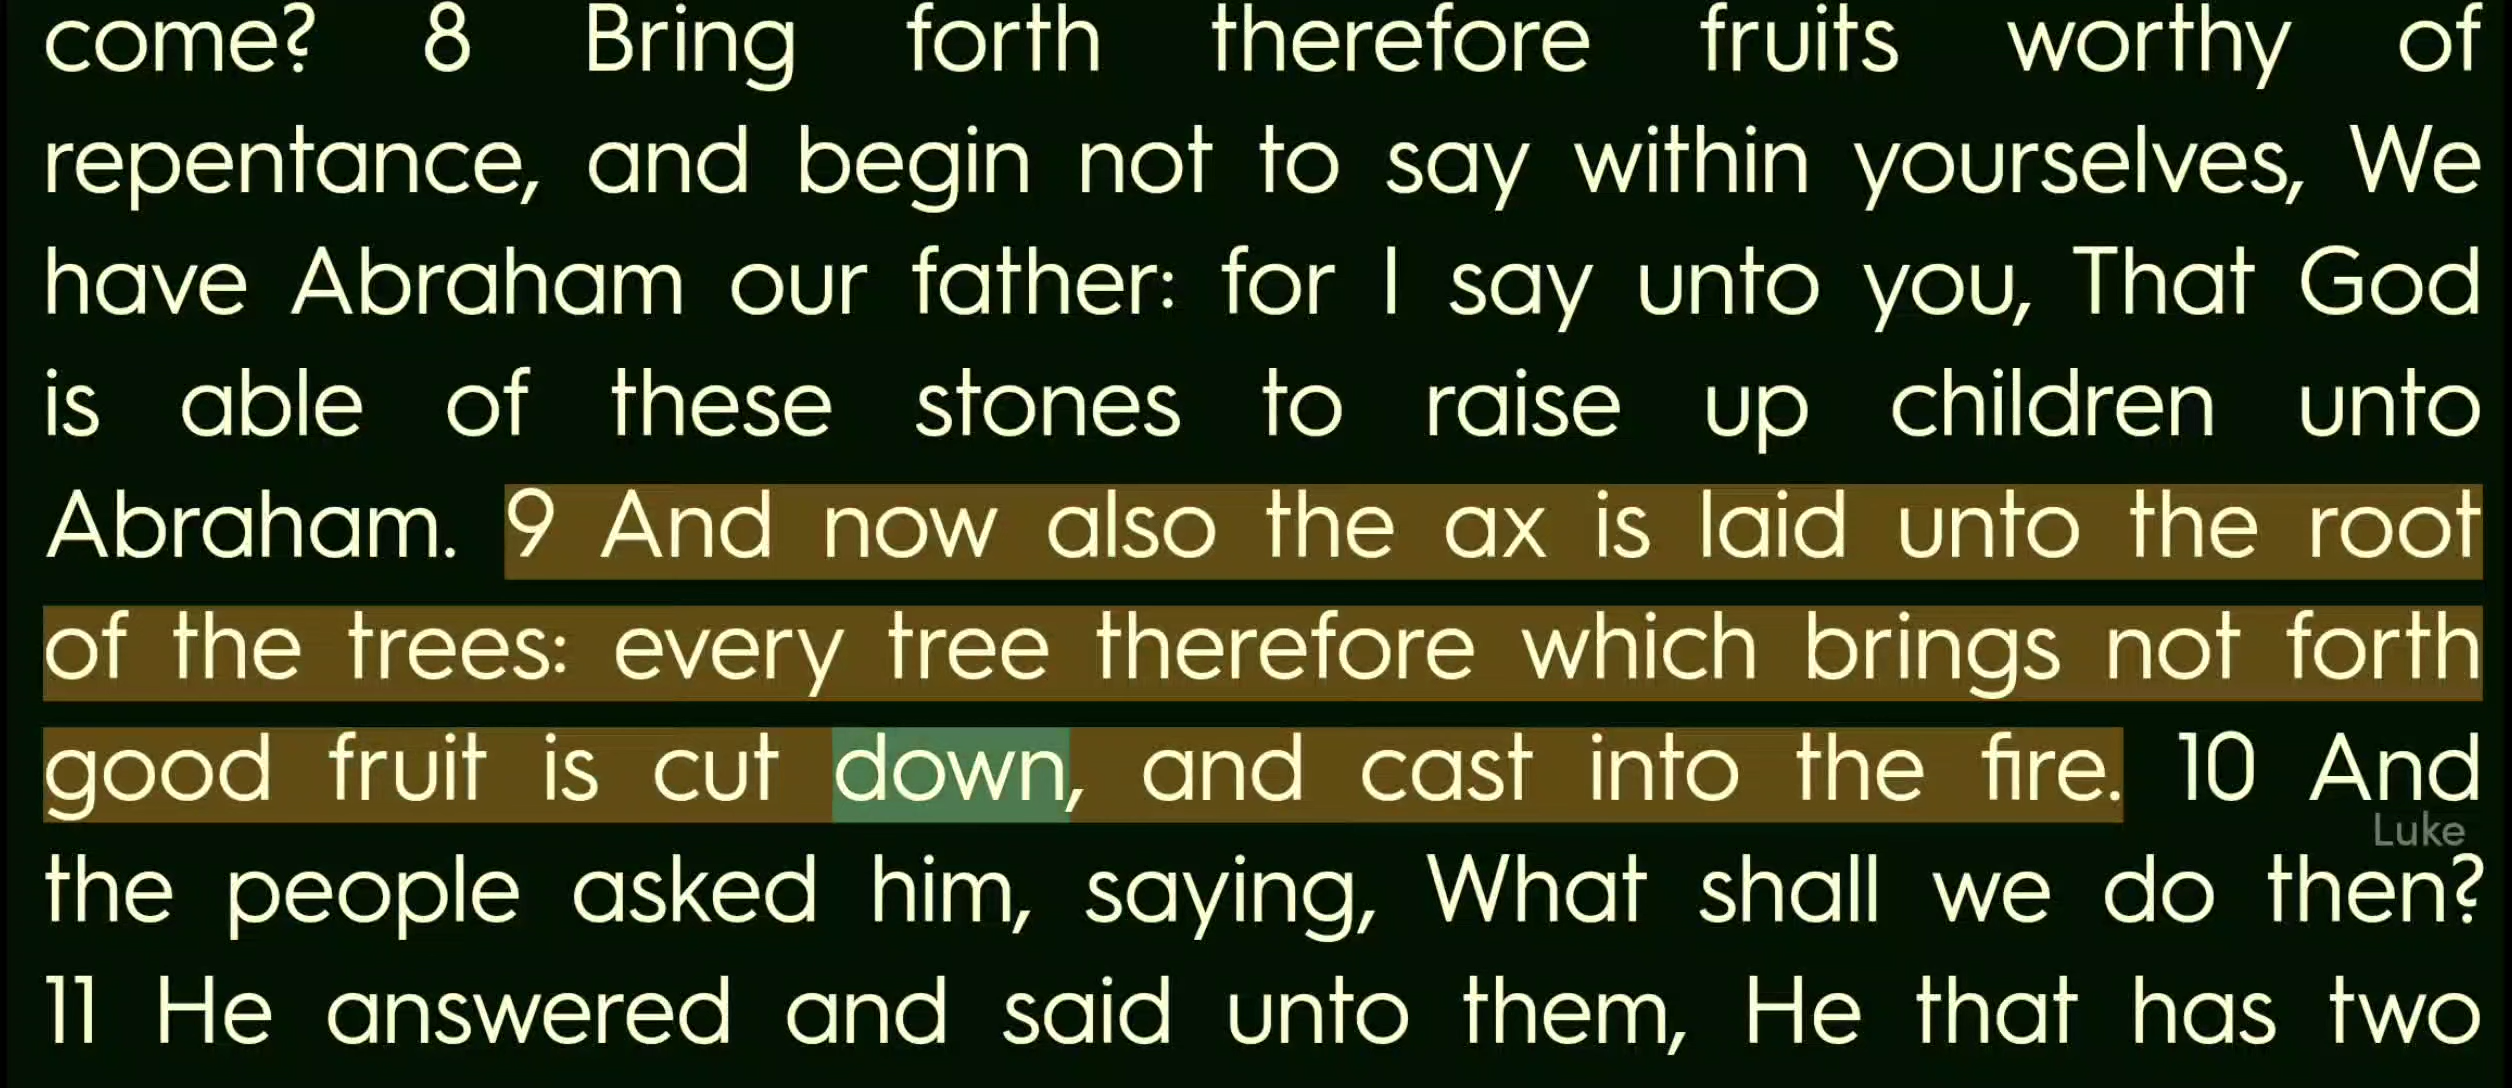 come? 8 Bring forth therefore fruits worthy of
repentance, and begin not to say within yourselves, We
have Abraham our father: for I say unto you, That God
is able of these stones to raise up children unto
Abraham. 9 And now also the ax is laid unto the root
of the trees: every tree therefore which brings not forth
good fruit is cut down, and cast into the fire. 10 And
Luke
the people asked him, saying, What shall we do then?
11 He answered and said unto them, He that has two